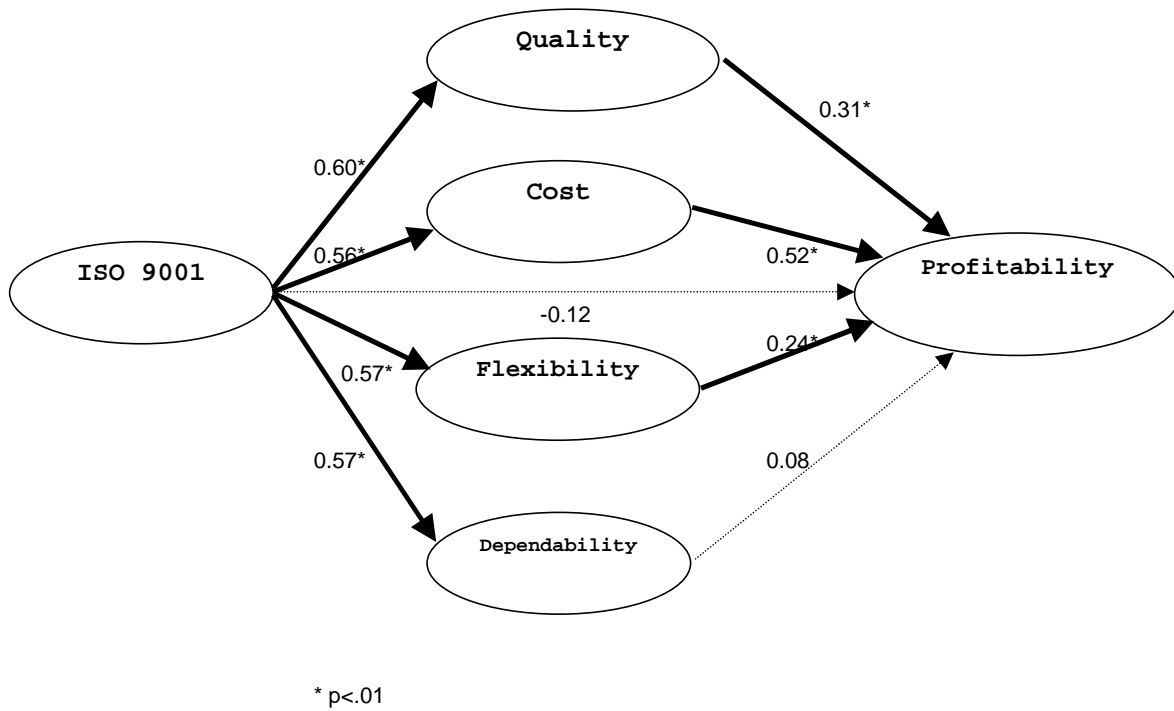 Quality
0.31*
0.60*
Cost
0.56*
0.52*
ISO 9001
Profitability
-0.12
0.24*
Flexibility
0.57*
0.57*
0.08
Dependability
* p<.01